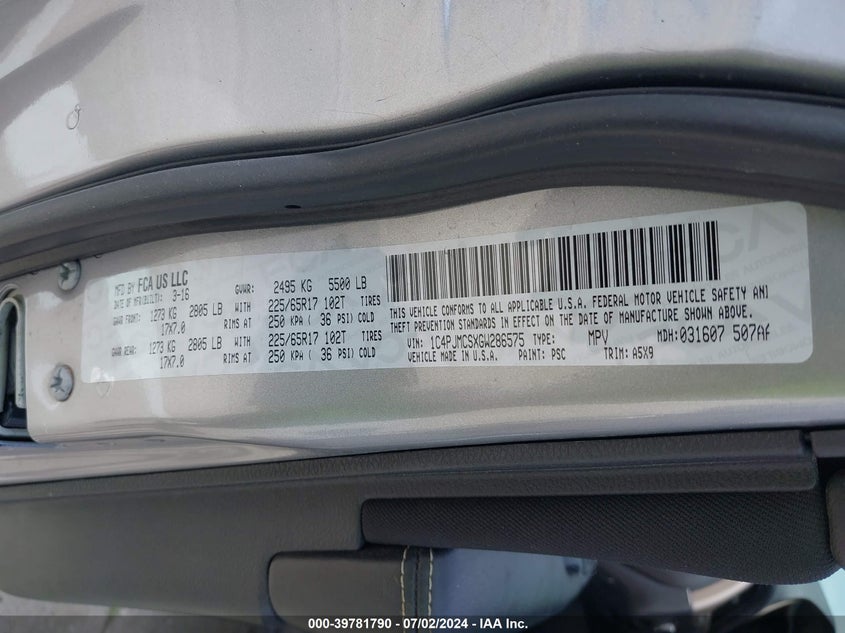 MFD BY FCA US LLC
DATE OF MFR(BUILT): 3-16 GVWR: 2495 KG 5500 LB
GAWR FRONT: 1273 KG 2805 LB WITH 225/65R17 102T TIRES
17X7.0 RIMS AT 250 KPA ( 36 PSI) COLD
GAWR REAR: 1273 KG 2805 LB WITH 225/65R17 102T TIRES
17X7.0 RIMS AT 250 KPA ( 36 PSI) COLD
THIS VEHICLE CONFORMS TO ALL APPLICABLE U.S.A. FEDERAL MOTOR VEHICLE SAFETY AND
THEFT PREVENTION STANDARDS IN EFFECT ON THE DATE OF MANUFACTURE SHOWN ABOVE.
VIN: 1C4PJMCSXGW286575 TYPE: MPV MDH: 031607 507AF
VEHICLE MADE IN U.S.A. PAINT: PSC TRIM: A5X9
000-39781790 - 07/02/2024 - IAA Inc.